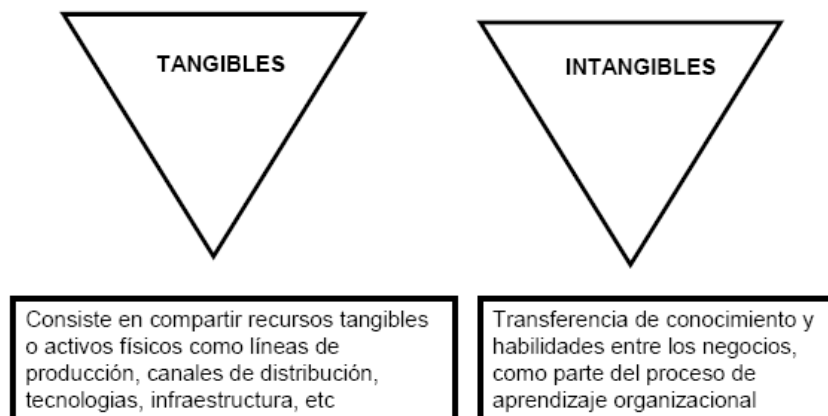 TANGIBLES
INTANGIBLES
Consiste en compartir recursos tangibles
o activos físicos como líneas de
producción, canales de distribución,
tecnologias, infraestructura, etc
Transferencia de conocimiento y
habilidades entre los negocios,
como parte del proceso de
aprendizaje organizacional